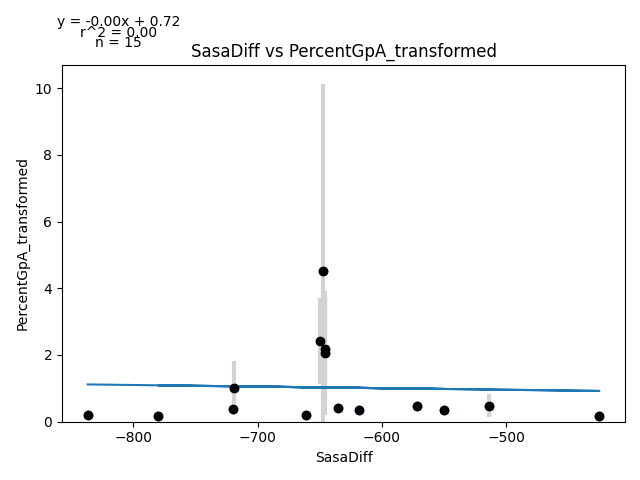 y = -0.00x + 0.72
r^2 = 0.00
n = 15
SasaDiff vs PercentGpA_transformed
PercentGpA_transformed
10
8
6
4
2
0
−800
−700
−600
−500
SasaDiff